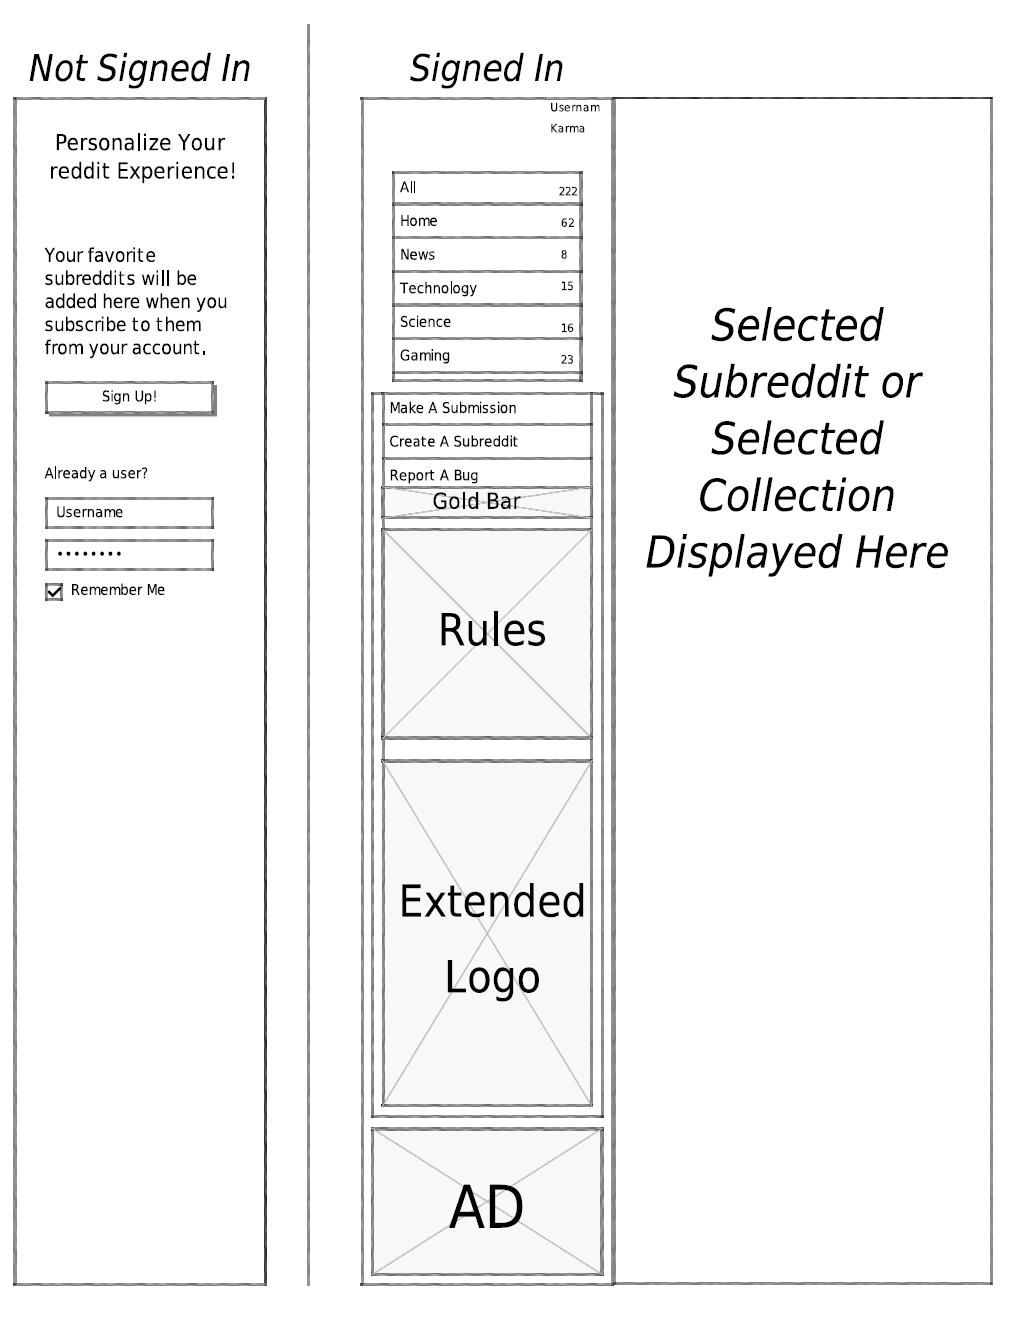 Not Signed In
Personalize Your
reddit Experience!
Your favorite
subreddits will be
added here when you
subscribe to them
from your account.
Sign Up!
Already a user?
Username
••••••••
Remember Me
Signed In
Usernam
Karma
All 222
Home 62
News 8
Technology 15
Science 16
Gaming 23
Make A Submission
Create A Subreddit
Report A Bug
Gold Bar
Rules
Extended
Logo
AD
Selected
Subreddit or
Selected
Collection
Displayed Here